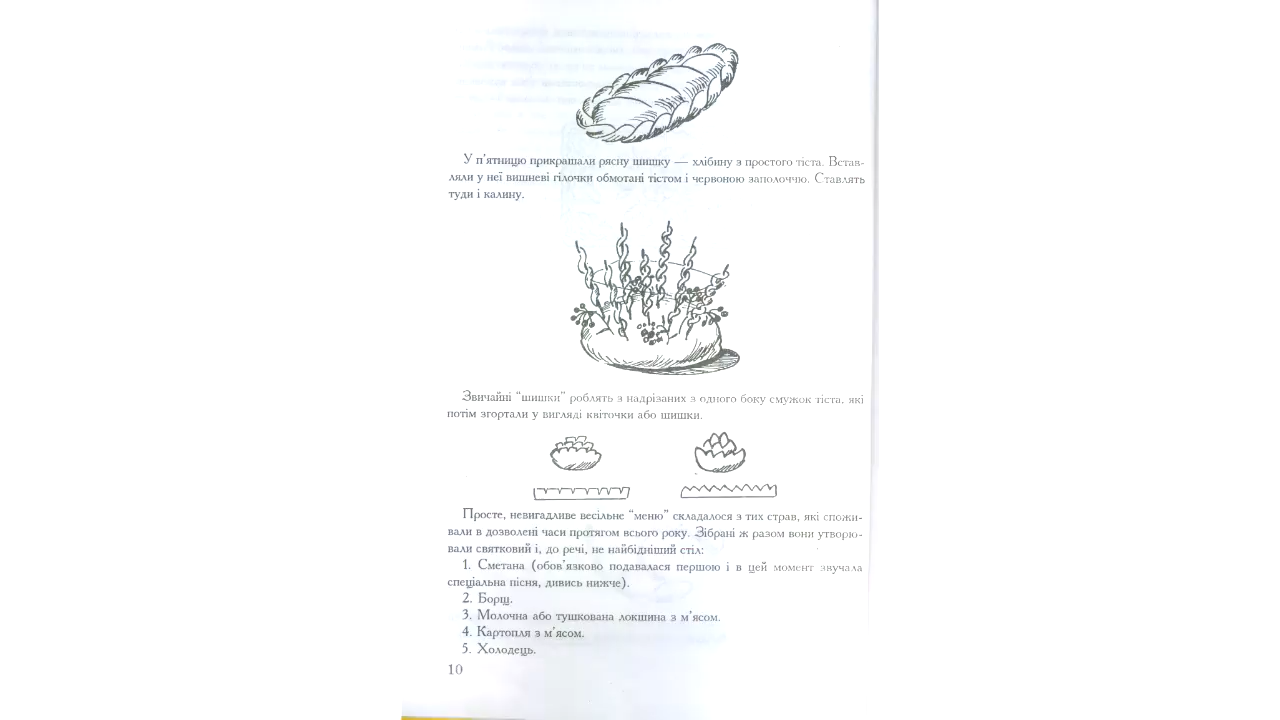 У п'ятницю прикрашали рясну шишку — хлібину з простого тіста. Встав-
ляли у неї вишневі гілочки обмотані тістом і червоною заполоччю. Ставлять
туди і калину.
Звичайні "шишки" роблять з надрізаних з одного боку смужок тіста, які
потім згортали у вигляді квіточки або шишки.
Просте, невигадливе весільне "меню" складалося з тих страв, які спожи-
вали в дозволені часи протягом всього року. Зібрані ж разом вони утворю-
вали святковий і, до речі, не найбідніший стіл:
1. Сметана (обов'язково подавалася першою і в цей момент звучала
спеціальна пісня, дивись нижче).
2. Борщ.
3. Молочна або тушкована локшина з м'ясом.
4. Картопля з м'ясом.
5. Холодець.
10